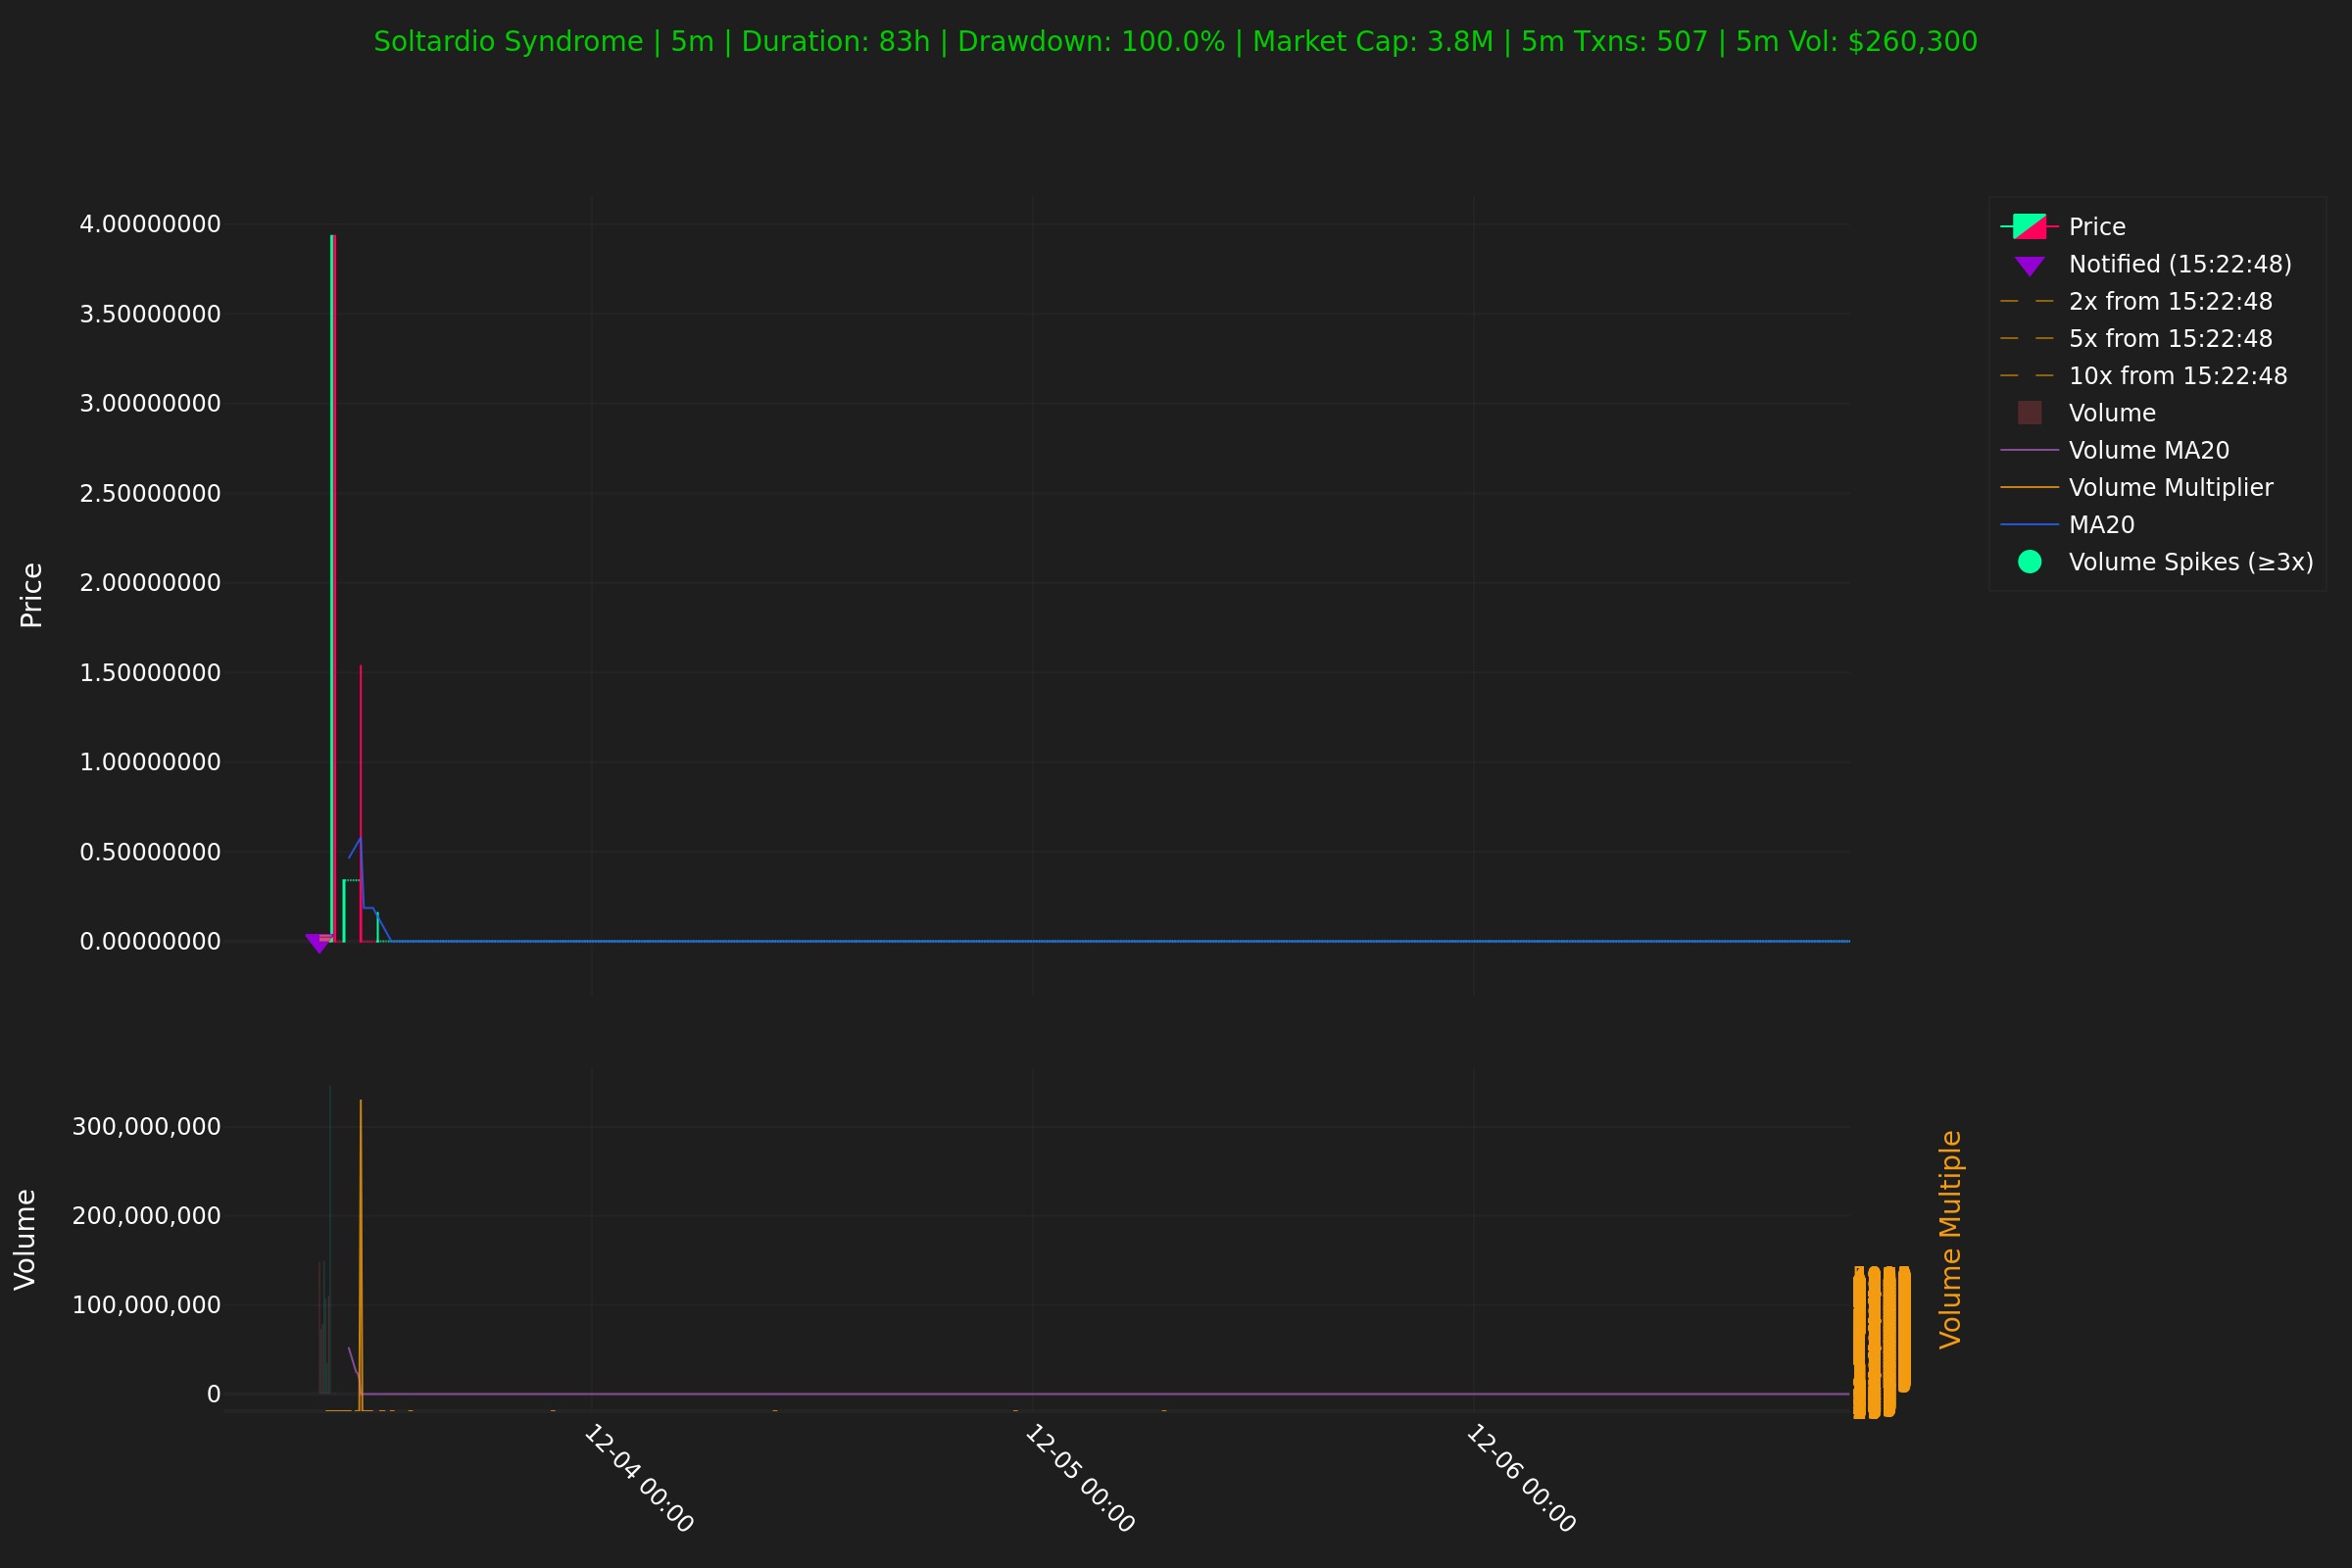 Soltardio Syndrome | 5m | Duration: 83h | Drawdown: 100.0% | Market Cap: 3.8M | 5m Txns: 507 | 5m Vol: $260,300
Price
4.00000000
3.50000000
3.00000000
2.50000000
2.00000000
1.50000000
1.00000000
0.50000000
0.00000000
Price
Notified (15:22:48)
2x from 15:22:48
5x from 15:22:48
10x from 15:22:48
Volume
Volume MA20
Volume Multiplier
MA20
Volume Spikes (≥3x)
Volume
300,000,000
200,000,000
100,000,000
0
Volume Multiple
12-04 00:00
12-05 00:00
12-06 00:00